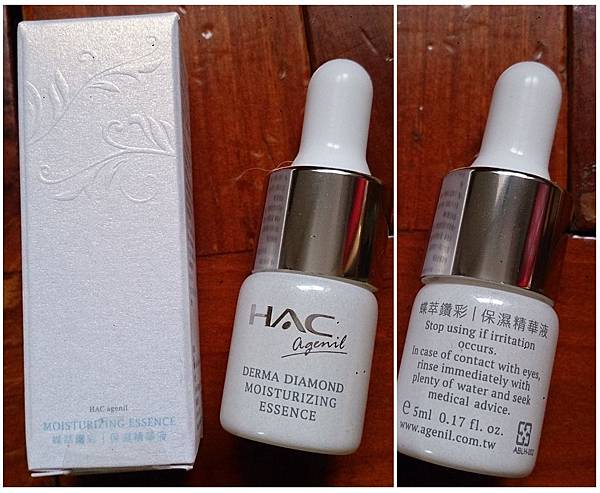 HAC agenil
MOISTURIZING ESSENCE
蝶萃鑽彩|保濕精華液
HAC
agenil
DERMA DIAMOND
MOISTURIZING
ESSENCE
蝶萃鑽彩|保濕精華液
Stop using if irritation
occurs.
In case of contact with eyes,
rinse immediately with
plenty of water and seek
medical advice.
e 5ml 0.17 fl. oz.
www.agenil.com.tw